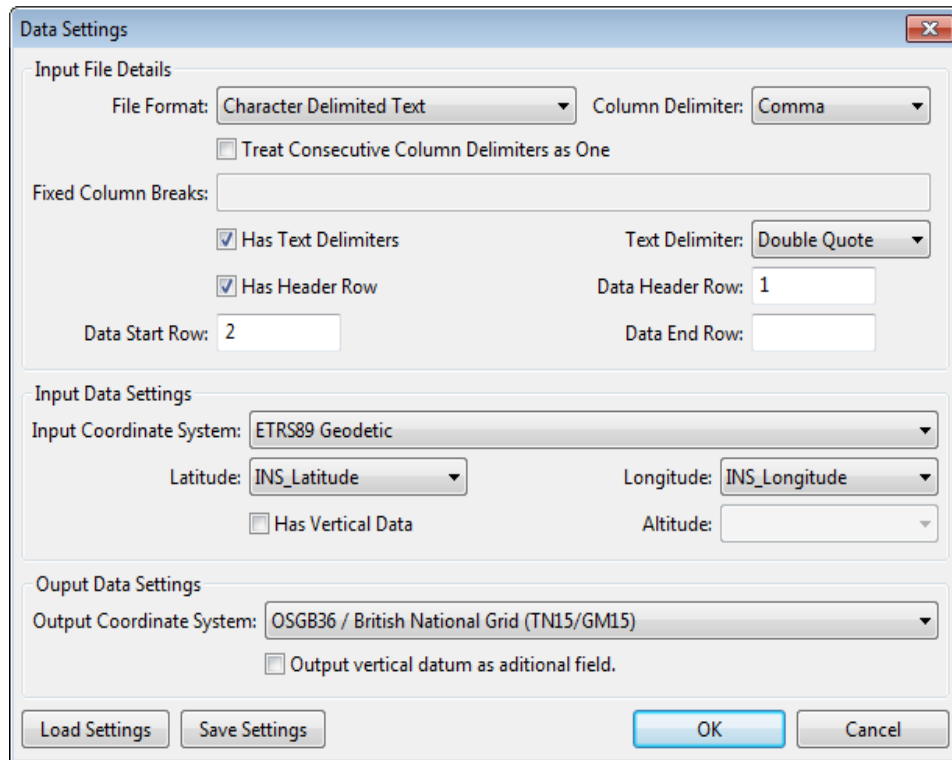 Data Settings
Input File Details
File Format: Character Delimited Text Column Delimiter: Comma
Treat Consecutive Column Delimiters as One
Fixed Column Breaks:
Has Text Delimiters Text Delimiter: Double Quote
Has Header Row Data Header Row: 1
Data Start Row: 2 Data End Row:
Input Data Settings
Input Coordinate System: ETRS89 Geodetic
Latitude: INS_Latitude Longitude: INS_Longitude
Has Vertical Data Altitude:
Ouput Data Settings
Output Coordinate System: OSGB36 / British National Grid (TN15/GM15)
Output vertical datum as aditional field.
Load Settings Save Settings OK Cancel